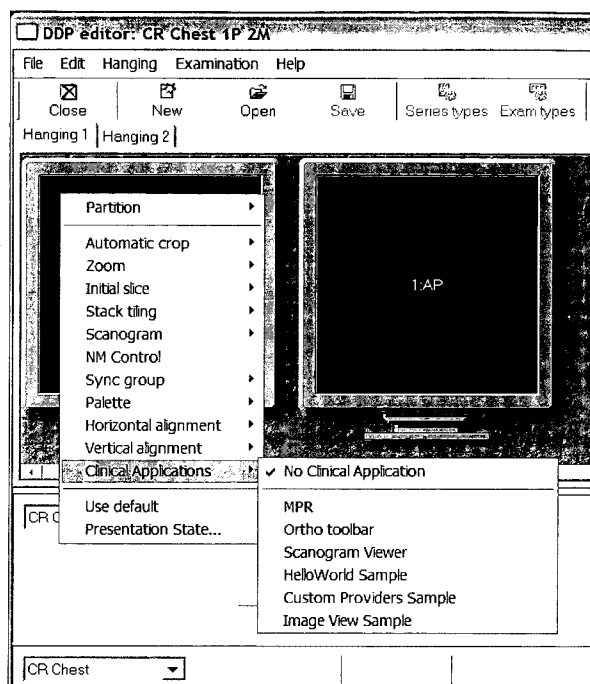 DDP editor: CR Chest 1P 2M
File Edit Hanging Examination Help
Close New Open Save Series types Exam types
Hanging 1 Hanging 2
Partition
Automatic crop
Zoom
Initial slice
Stack tiling
Scanogram
NM Control
Sync group
Palette
Horizontal alignment
Vertical alignment
Clinical Applications
Use default
Presentation State...
1:AP
No Clinical Application
MPR
Ortho toolbar
Scanogram Viewer
HelloWorld Sample
Custom Providers Sample
Image View Sample
CR C
CR Chest